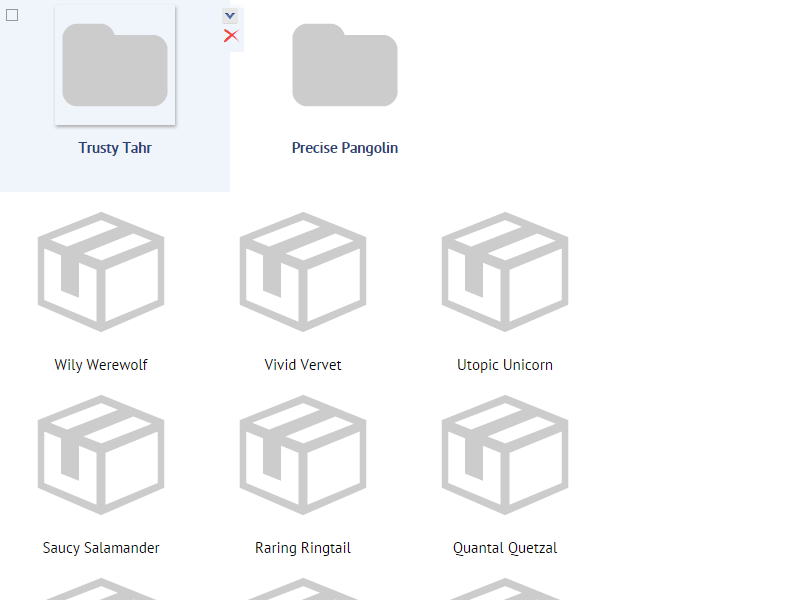 Trusty Tahr
Precise Pangolin
Wily Werewolf
Vivid Vervet
Utopic Unicorn
Saucy Salamander
Raring Ringtail
Quantal Quetzal